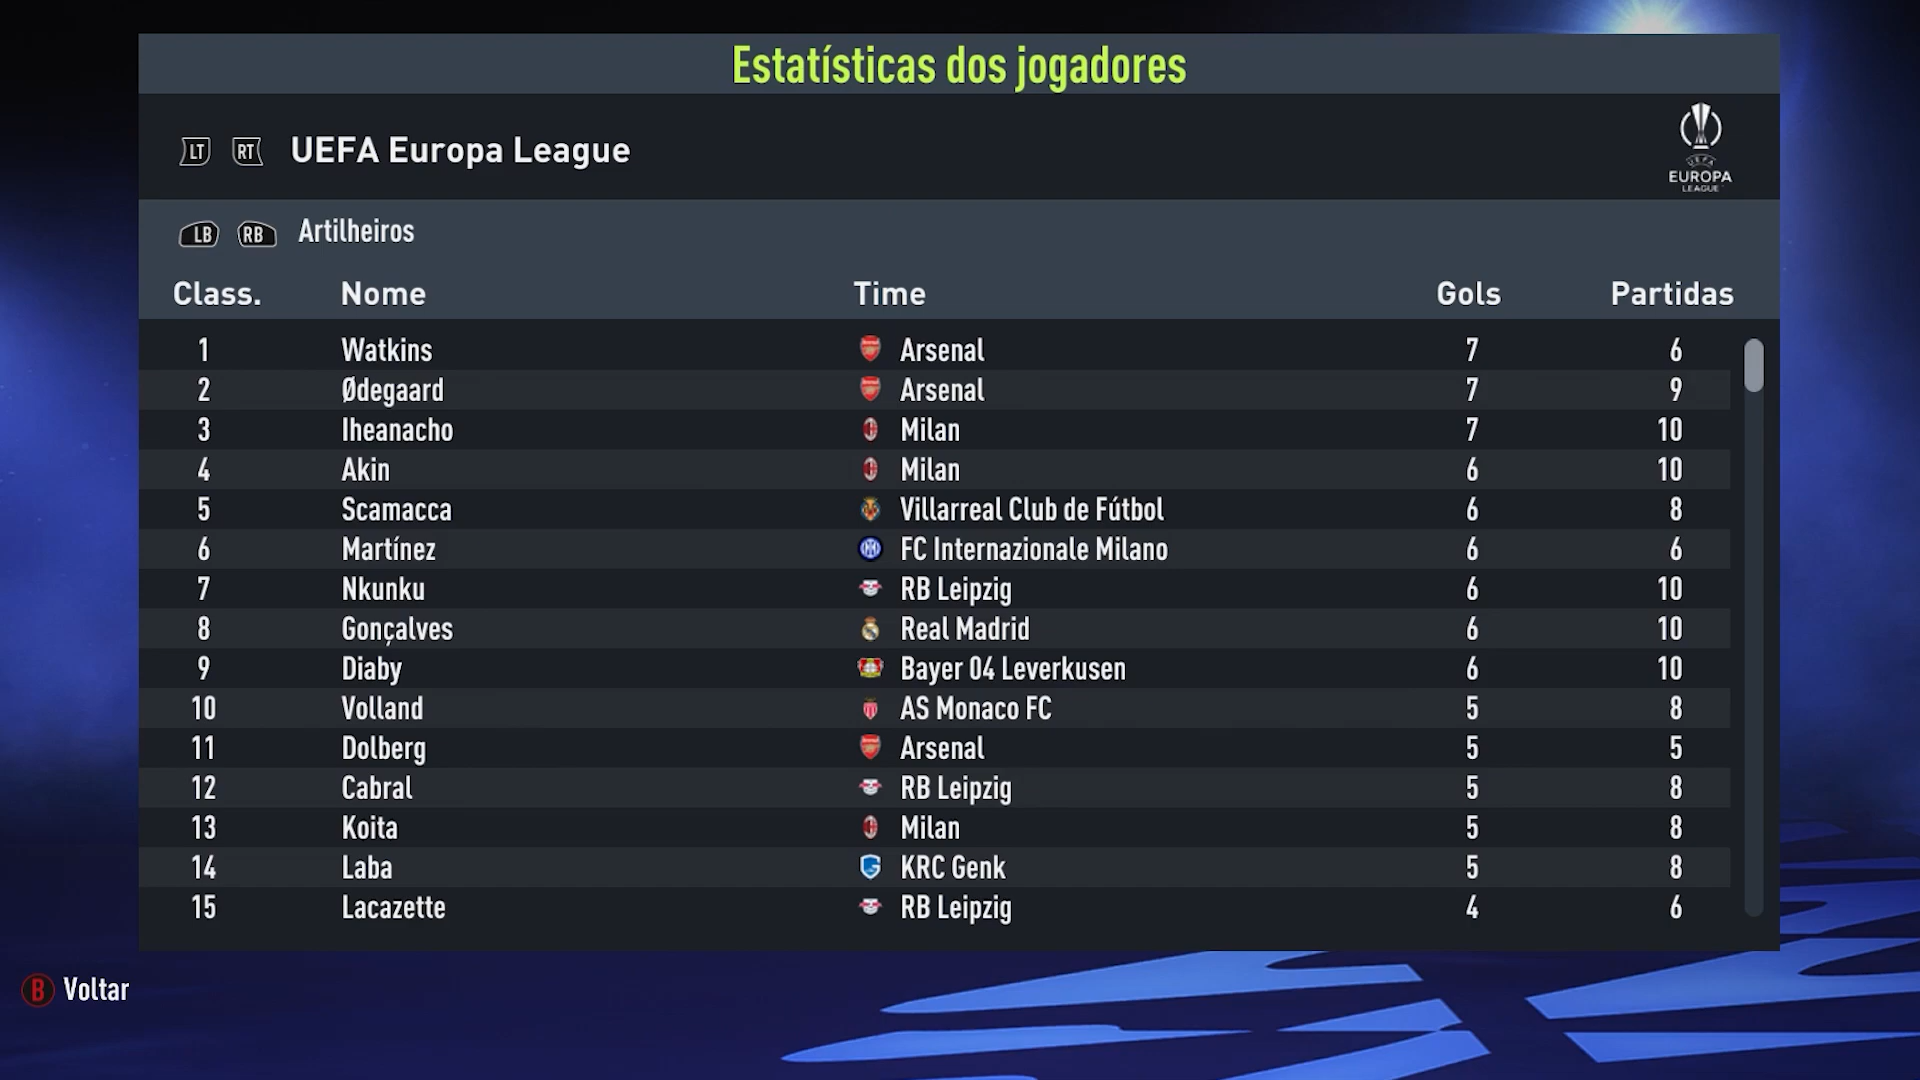 Estatísticas dos jogadores
LT RT UEFA Europa League
UEFA
EUROPA
LEAGUE
LB RB Artilheiros
Class. Nome Time Gols Partidas
1 Watkins Arsenal 7 6
2 Ødegaard Arsenal 7 9
3 Iheanacho Milan 7 10
4 Akin Milan 6 10
5 Scamacca Villarreal Club de Fútbol 6 8
6 Martínez FC Internazionale Milano 6 6
7 Nkunku RB Leipzig 6 10
8 Gonçalves Real Madrid 6 10
9 Diaby Bayer 04 Leverkusen 6 10
10 Volland AS Monaco FC 5 8
11 Dolberg Arsenal 5 5
12 Cabral RB Leipzig 5 8
13 Koita Milan 5 8
14 Laba KRC Genk 5 8
15 Lacazette RB Leipzig 4 6
B Voltar